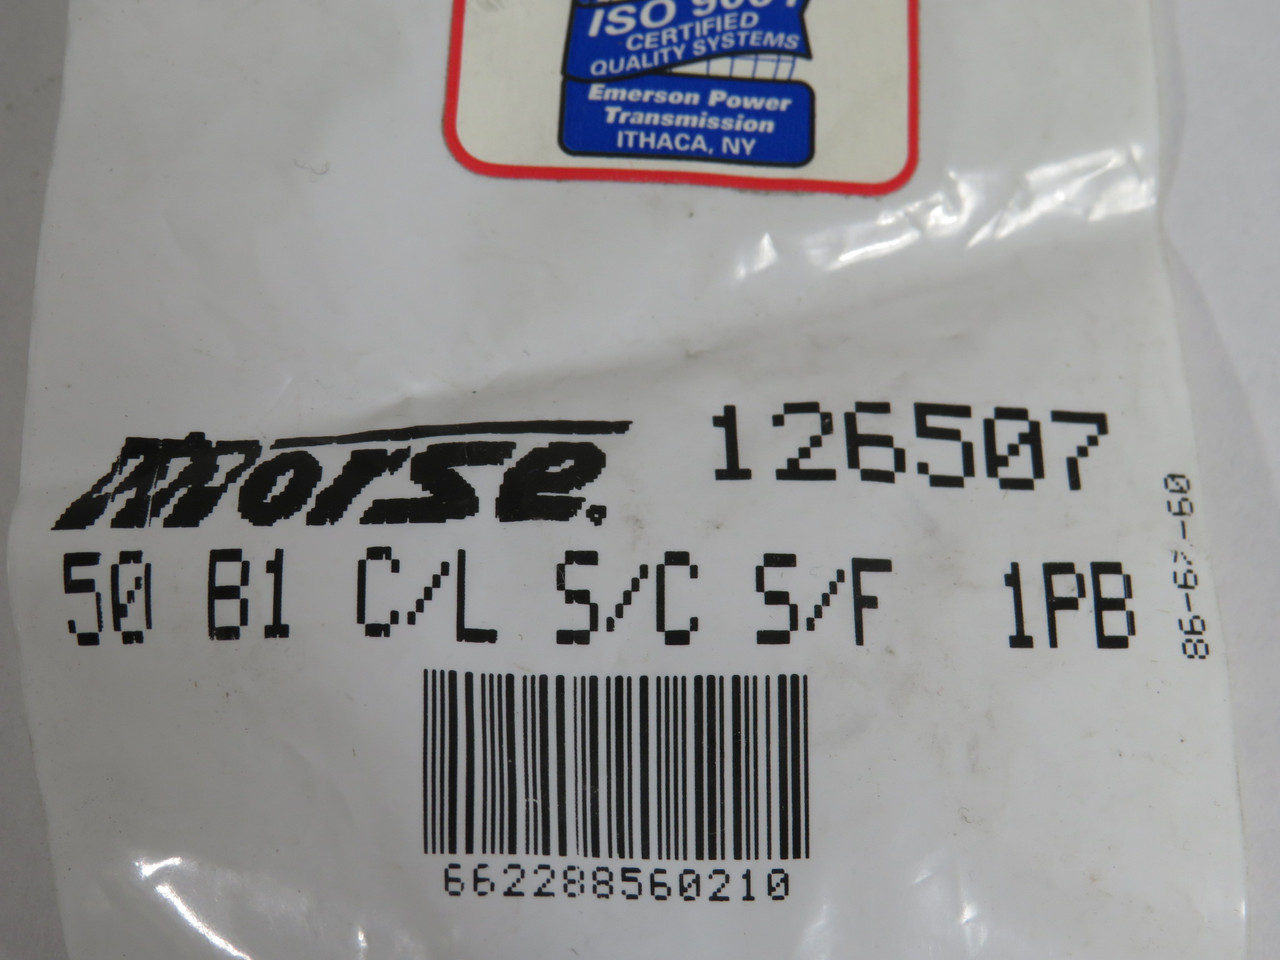 ISO 9001
CERTIFIED
QUALITY SYSTEMS
Emerson Power
Transmission
ITHACA, NY
Morse.
126507
50 B1 C/L S/C S/F 1PB
662288560210